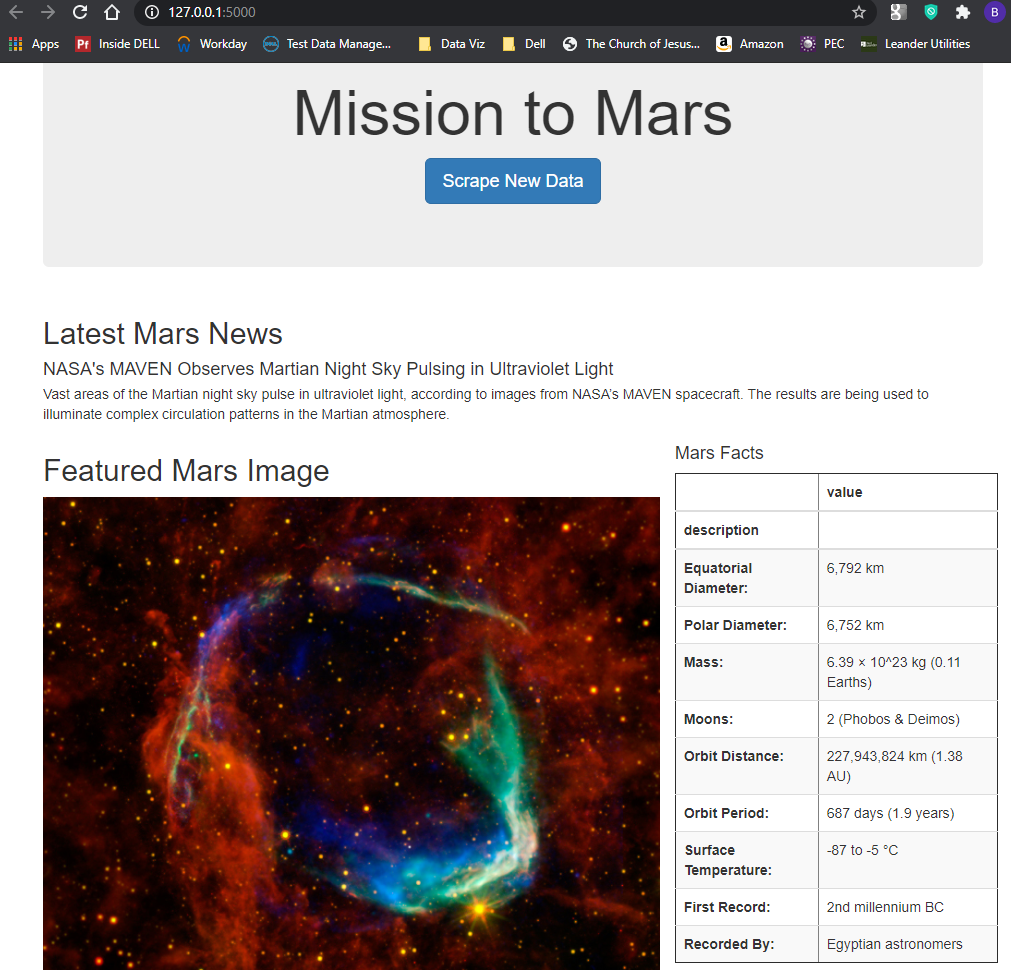 127.0.0.1:5000
B
Apps
Pf Inside DELL
Workday
DELL Test Data Manage...
Data Viz
Dell
The Church of Jesus...
a Amazon
PEC
Leander Utilities
Mission to Mars
Scrape New Data
Latest Mars News
NASA's MAVEN Observes Martian Night Sky Pulsing in Ultraviolet Light
Vast areas of the Martian night sky pulse in ultraviolet light, according to images from NASA’s MAVEN spacecraft. The results are being used to
illuminate complex circulation patterns in the Martian atmosphere.
Featured Mars Image
Mars Facts
value
description
Equatorial
Diameter:
6,792 km
Polar Diameter:
6,752 km
Mass:
6.39 × 10^23 kg (0.11
Earths)
Moons:
2 (Phobos & Deimos)
Orbit Distance:
227,943,824 km (1.38
AU)
Orbit Period:
687 days (1.9 years)
Surface
Temperature:
-87 to -5 °C
First Record:
2nd millennium BC
Recorded By:
Egyptian astronomers